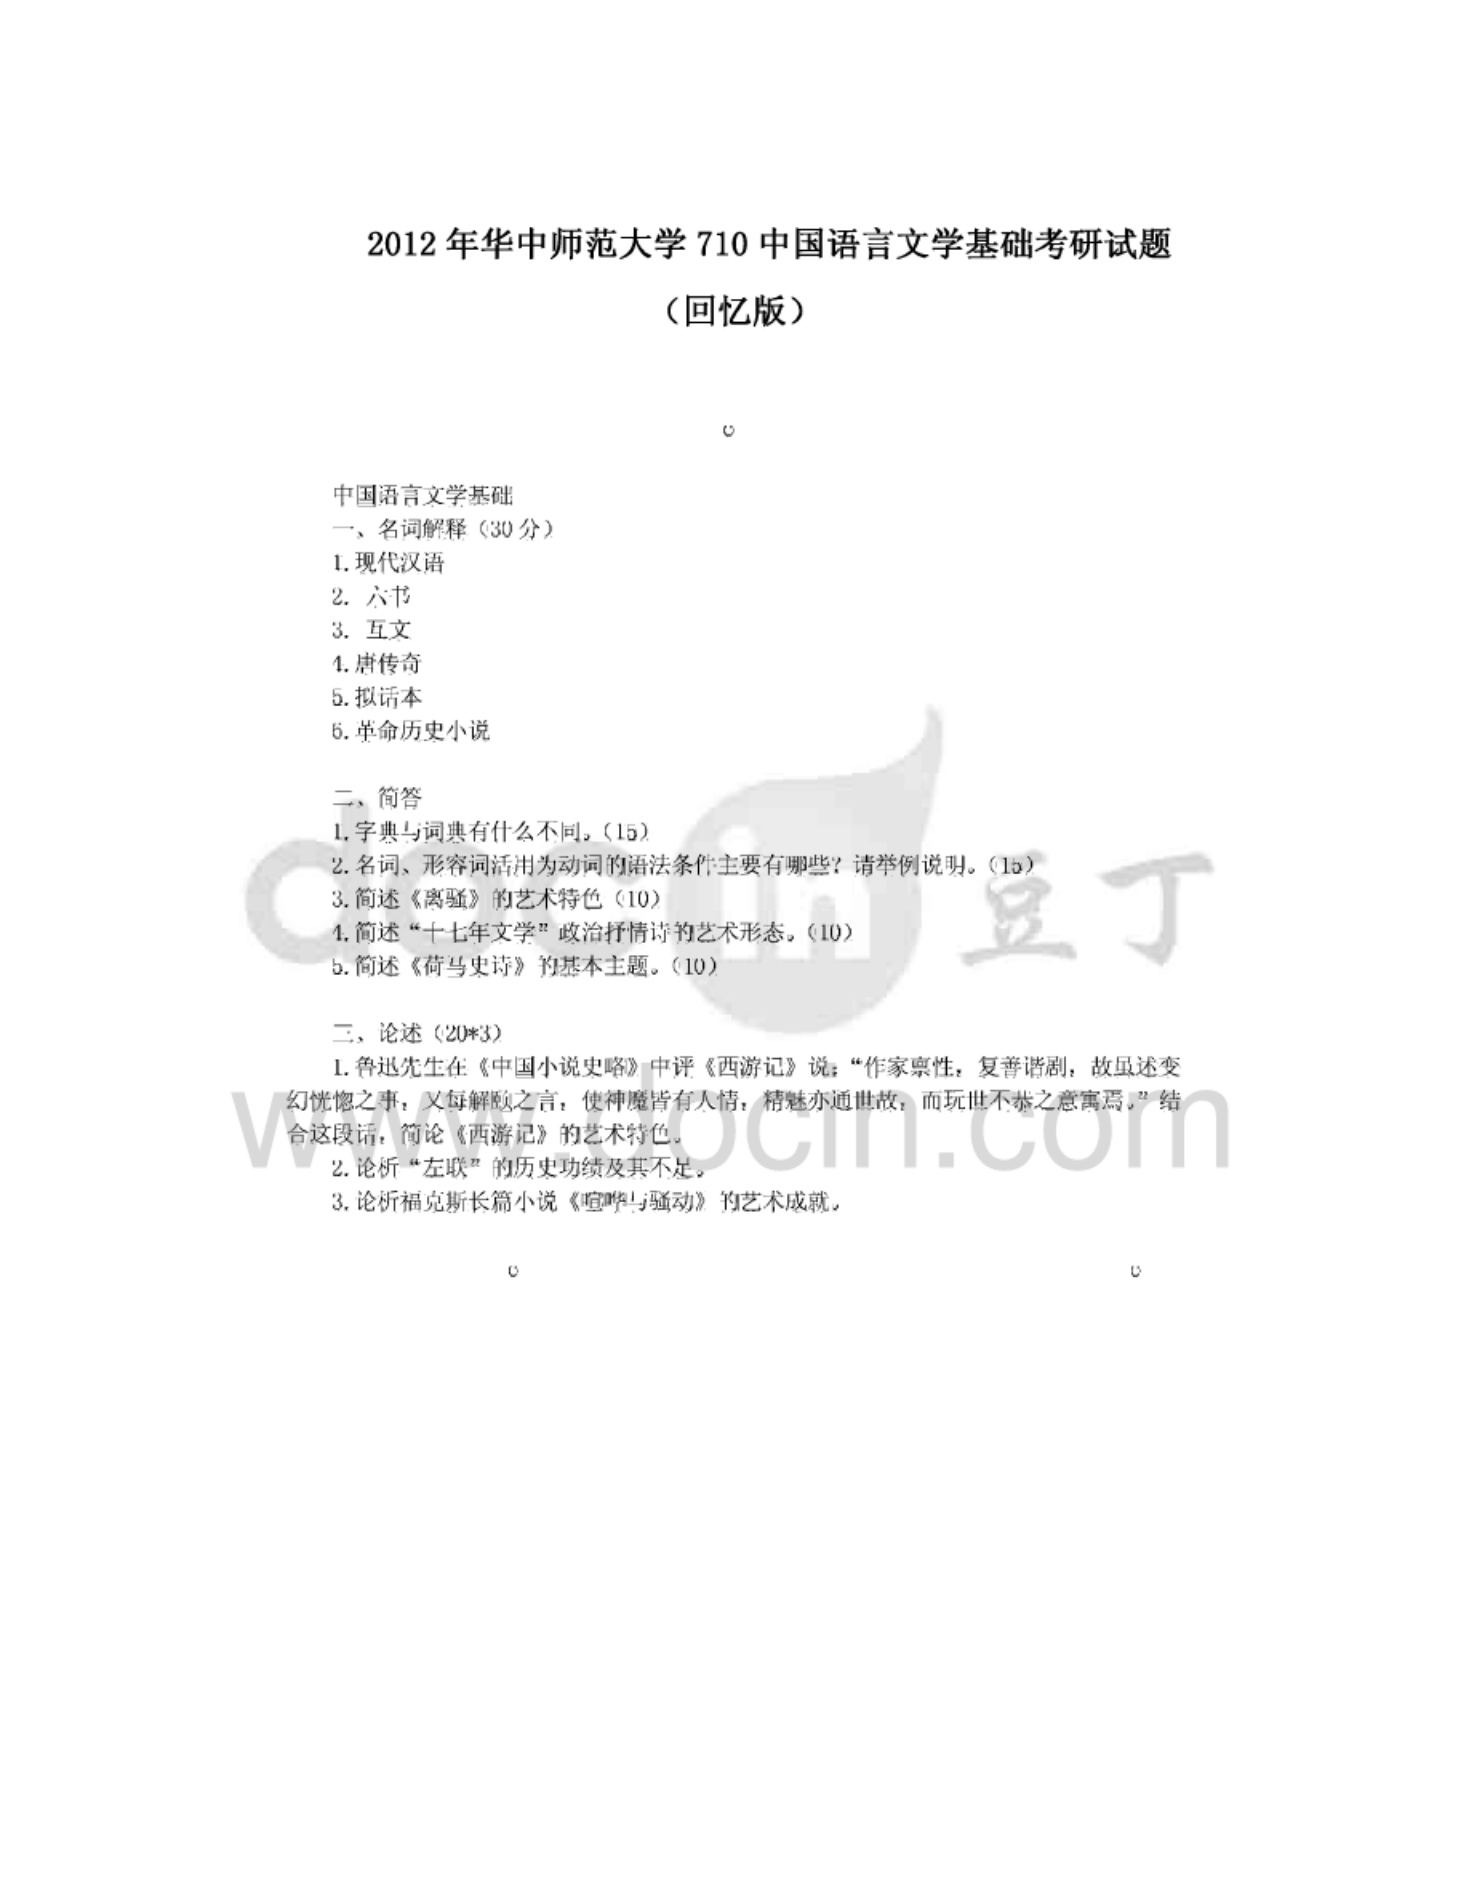 2012年华中师范大学710中国语言文学基础考研试题
（回忆版）
中国语言文学基础
一、名词解释（30分）
1.现代汉语
2. 六书
3. 互文
4.唐传奇
5.拟话本
6.革命历史小说
二、简答
1.字典与词典有什么不同。（15）
2.名词、形容词活用为动词的语法条件主要有哪些？请举例说明。（15）
3.简述《离骚》的艺术特色（10）
4.简述“十七年文学”政治抒情诗的艺术形态。（10）
5.简述《荷马史诗》的基本主题。（10）
三、论述（20*3）
1.鲁迅先生在《中国小说史略》中评《西游记》说：“作家禀性，复善谐剧，故虽述变
幻恍惚之事，又每解颐之言，使神魔皆有人情，精魅亦通世故，而玩世不恭之意寓焉。”结
合这段话，简论《西游记》的艺术特色。
2.论析“左联”的历史功绩及其不足。
3.论析福克斯长篇小说《喧哗与骚动》的艺术成就。
docin 豆丁
www.docin.com